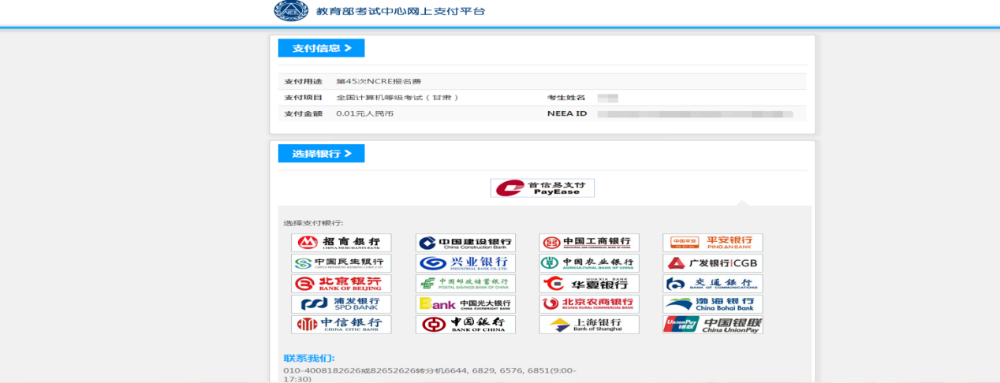 NEEA
教育部考试中心网上支付平台
支付信息 >
支付用途 第45次NCRE报名费
支付项目 全国计算机等级考试（甘肃） 考生姓名
支付金额 0.01元人民币 NEEA ID
选择银行 >
首信易支付
PayEase
选择支付银行:
招商银行
CHINA MERCHANTS BANK
中国建设银行
China Construction Bank
中国工商银行
INDUSTRIAL AND COMMERCIAL BANK OF CHINA
中国平安
平安银行
PING AN BANK
中国民生银行
CHINA MINSHENG BANKING CORP.,LTD
兴业银行
INDUSTRIAL BANK CO.,LTD.
中国农业银行
AGRICULTURAL BANK OF CHINA
广发银行|CGB
北京银行
BANK OF BEIJING
中国邮政储蓄银行
POSTAL SAVINGS BANK OF CHINA
HUAXIA BANK
华夏银行
交通银行
BANK OF COMMUNICATIONS
浦发银行
SPD BANK
Bank 中国光大银行
CHINA EVERBRIGHT BANK
北京农商银行
BEIJING RURAL COMMERCIAL BANK
渤海银行
China Bohai Bank
中信银行
CHINA CITIC BANK
中国银行
BANK OF CHINA
上海银行
Bank of Shanghai
UnionPay
银联
中国银联
China UnionPay
联系我们:
010-4008182626或82652626转分机6644, 6829, 6576, 6851(9:00-
17:30)